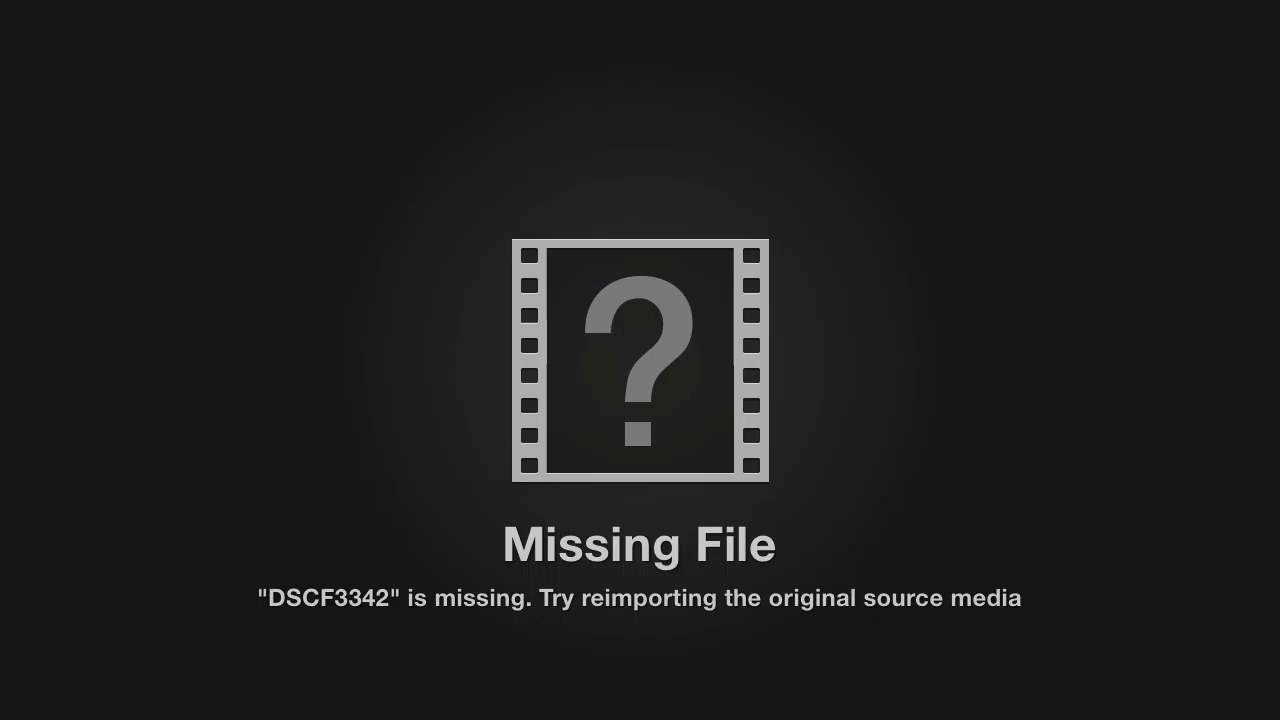 ?
Missing File
"DSCF3342" is missing. Try reimporting the original source media